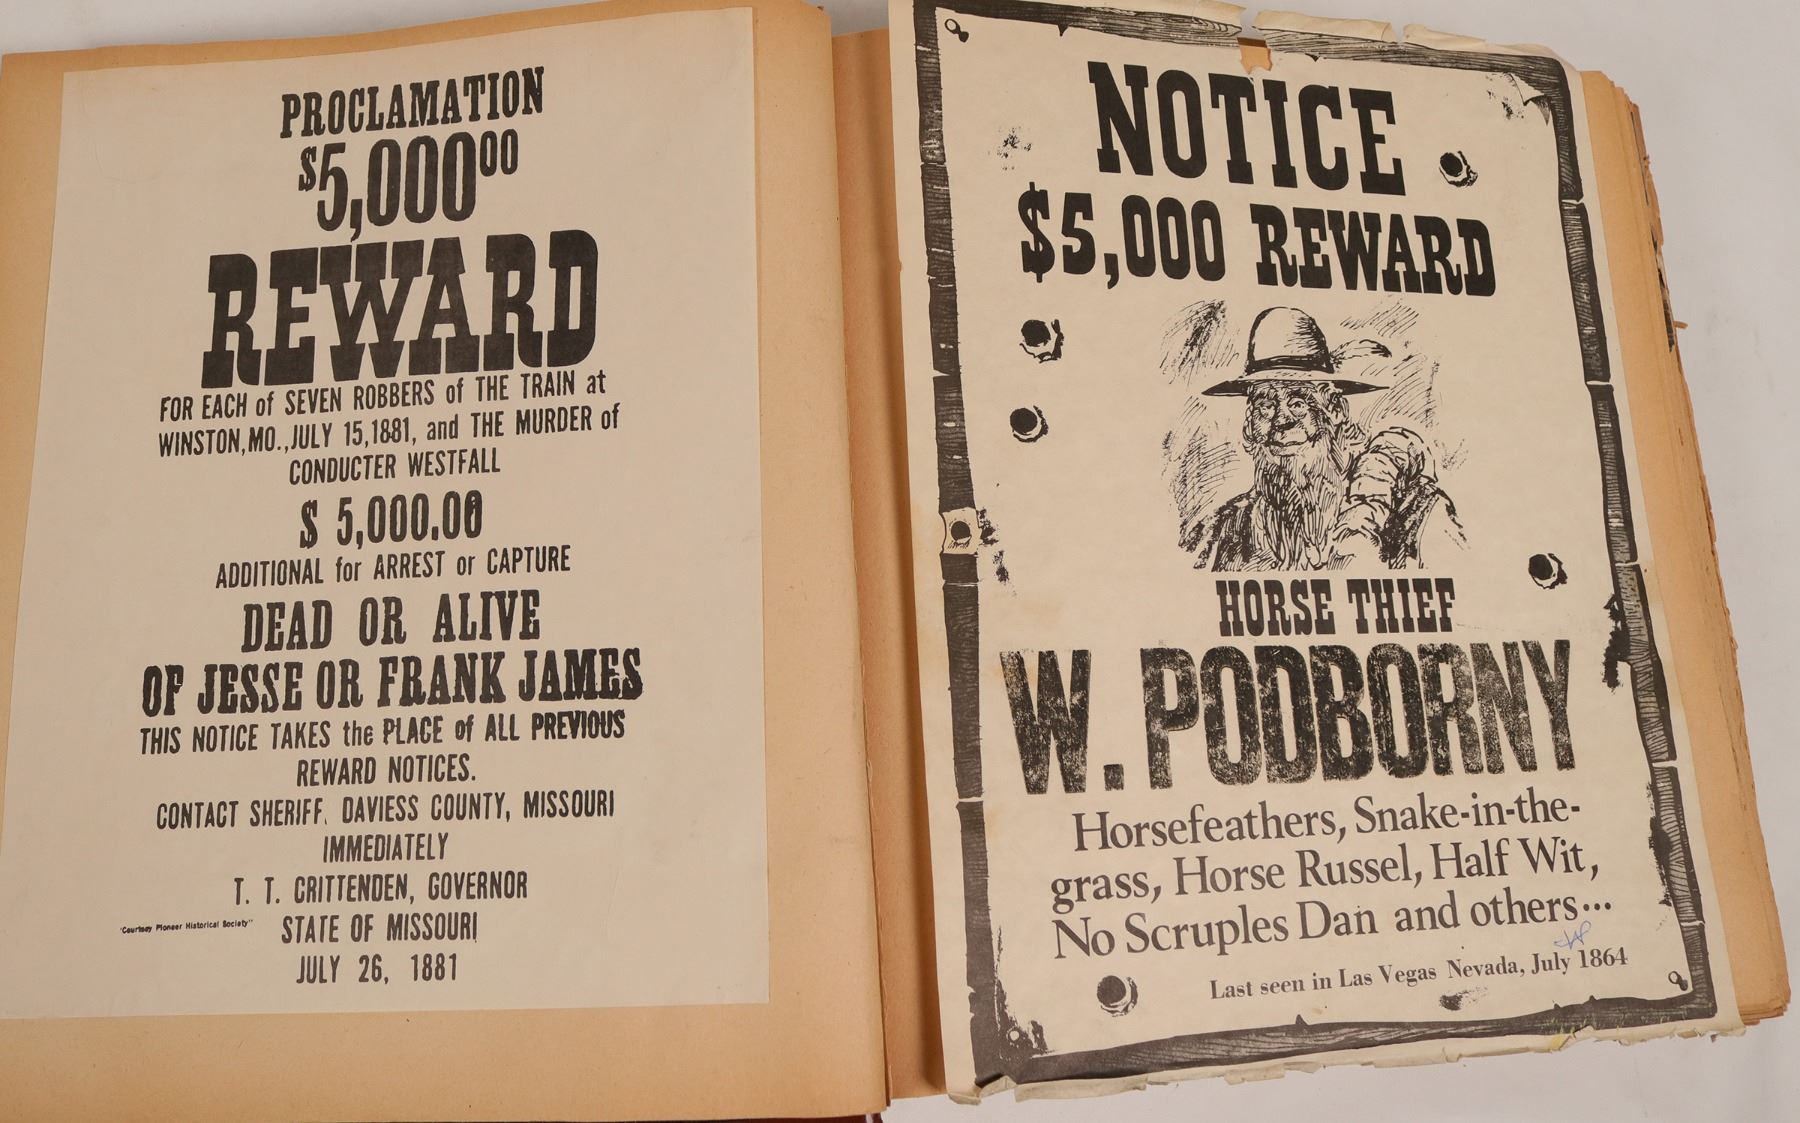 PROCLAMATION
$5,000⁰⁰
REWARD
FOR EACH of SEVEN ROBBERS of THE TRAIN at
WINSTON, MO., JULY 15, 1881, and THE MURDER of
CONDUCTER WESTFALL
$ 5,000.00
ADDITIONAL for ARREST or CAPTURE
DEAD OR ALIVE
OF JESSE OR FRANK JAMES
THIS NOTICE TAKES the PLACE of ALL PREVIOUS
REWARD NOTICES.
CONTACT SHERIFF, DAVIESS COUNTY, MISSOURI
IMMEDIATELY
T. T. CRITTENDEN, GOVERNOR
"Courtesy Pioneer Historical Society"
STATE OF MISSOURI
JULY 26, 1881
NOTICE
$5,000 REWARD
HORSE THIEF
W. PODBORNY
Horsefeathers, Snake-in-the-
grass, Horse Russel, Half Wit,
No Scruples Dan and others...
Last seen in Las Vegas Nevada, July 1864